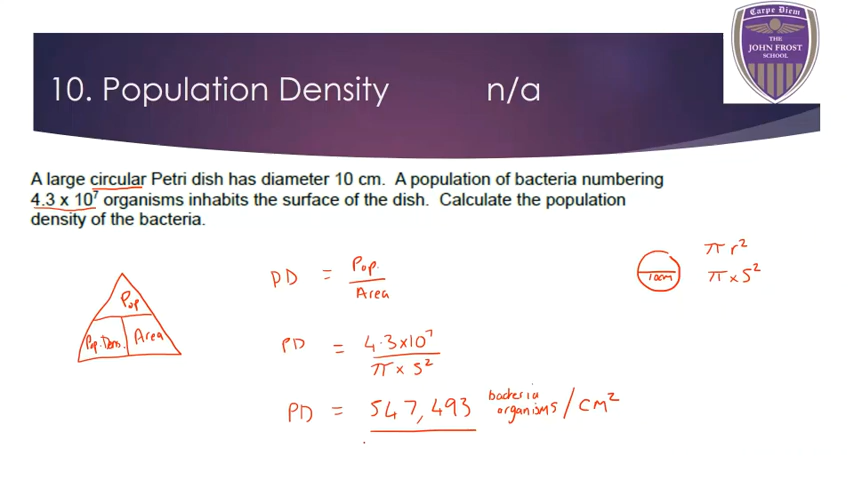 Carpe Diem
THE
JOHN FROST
SCHOOL
10. Population Density n/a
A large circular Petri dish has diameter 10 cm. A population of bacteria numbering
4.3 x 10⁷ organisms inhabits the surface of the dish. Calculate the population
density of the bacteria.
πr²
π×5²
10cm
Pop
Pop.Den. Area
PD = Pop. / Area
PD = 4.3×10⁷ / π×5²
PD = 547,493 bacteria organisms / cm²